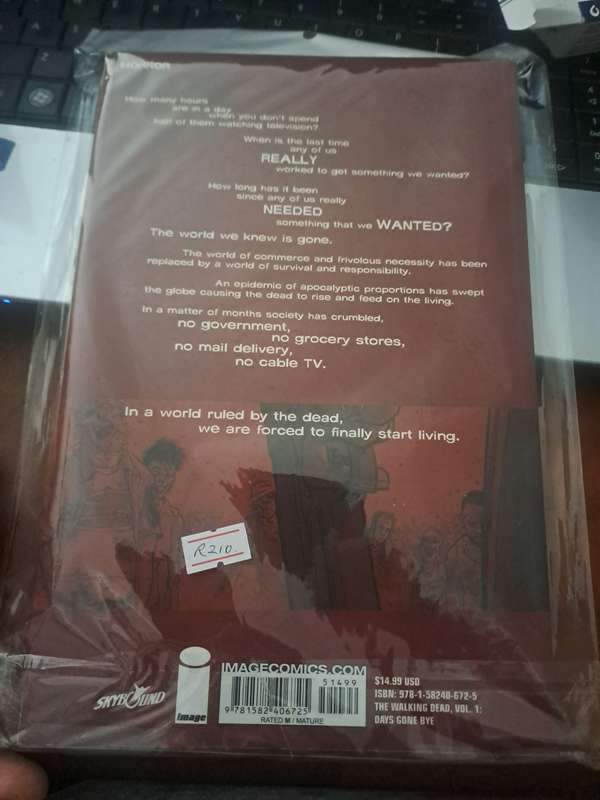 How many hours
are in a day
when you don't spend
half of them watching television?
When is the last time
any of us
REALLY
worked to get something we wanted?
How long has it been
since any of us really
NEEDED
something that we WANTED?
The world we knew is gone.
The world of commerce and frivolous necessity has been
replaced by a world of survival and responsibility.
An epidemic of apocalyptic proportions has swept
the globe causing the dead to rise and feed on the living.
In a matter of months society has crumbled,
no government,
no grocery stores,
no mail delivery,
no cable TV.
In a world ruled by the dead,
we are forced to finally start living.
R210
SKYBOUND
image
IMAGECOMICS.COM
51499
9 781582 406725
RATED M / MATURE
$14.99 USD
ISBN: 978-1-58240-672-5
THE WALKING DEAD, VOL. 1:
DAYS GONE BYE